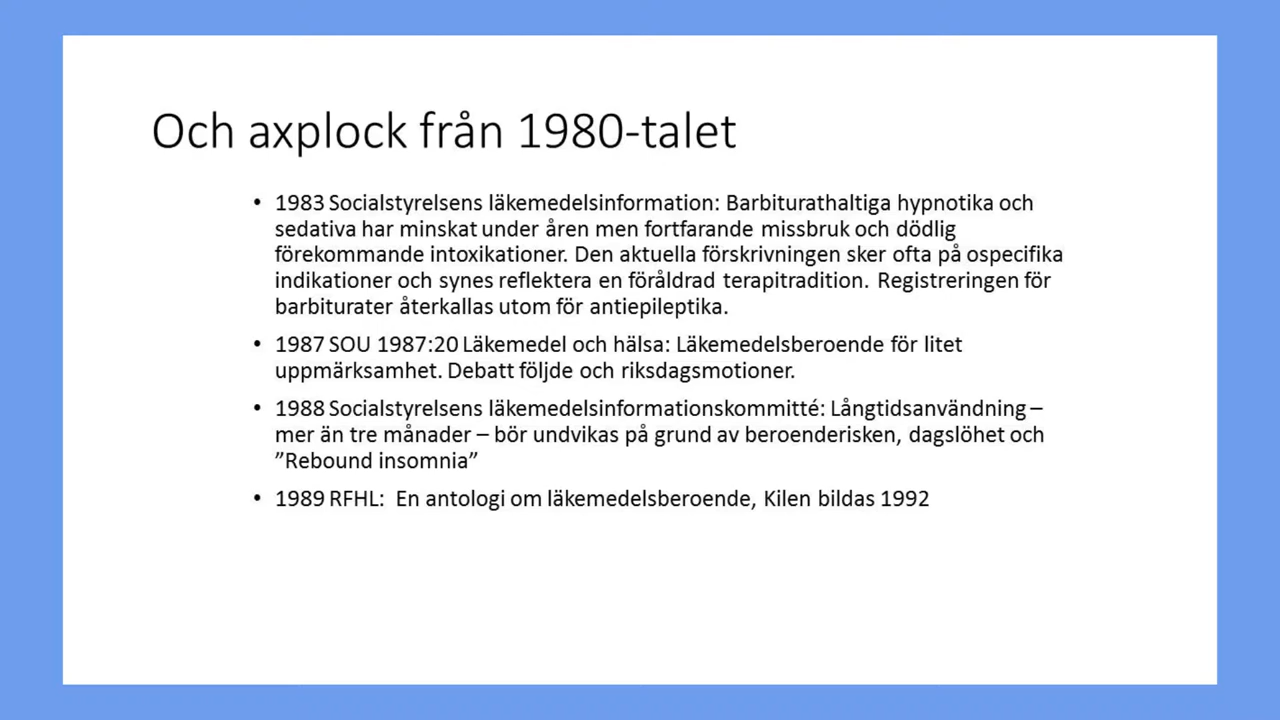 Och axplock från 1980-talet
• 1983 Socialstyrelsens läkemedelsinformation: Barbiturathaltiga hypnotika och
sedativa har minskat under åren men fortfarande missbruk och dödlig
förekommande intoxikationer. Den aktuella förskrivningen sker ofta på ospecifika
indikationer och synes reflektera en föråldrad terapitradition. Registreringen för
barbiturater återkallas utom för antiepileptika.
• 1987 SOU 1987:20 Läkemedel och hälsa: Läkemedelsberoende för litet
uppmärksamhet. Debatt följde och riksdagsmotioner.
• 1988 Socialstyrelsens läkemedelsinformationskommitté: Långtidsanvändning –
mer än tre månader – bör undvikas på grund av beroenderisken, dagslöhet och
”Rebound insomnia”
• 1989 RFHL: En antologi om läkemedelsberoende, Kilen bildas 1992